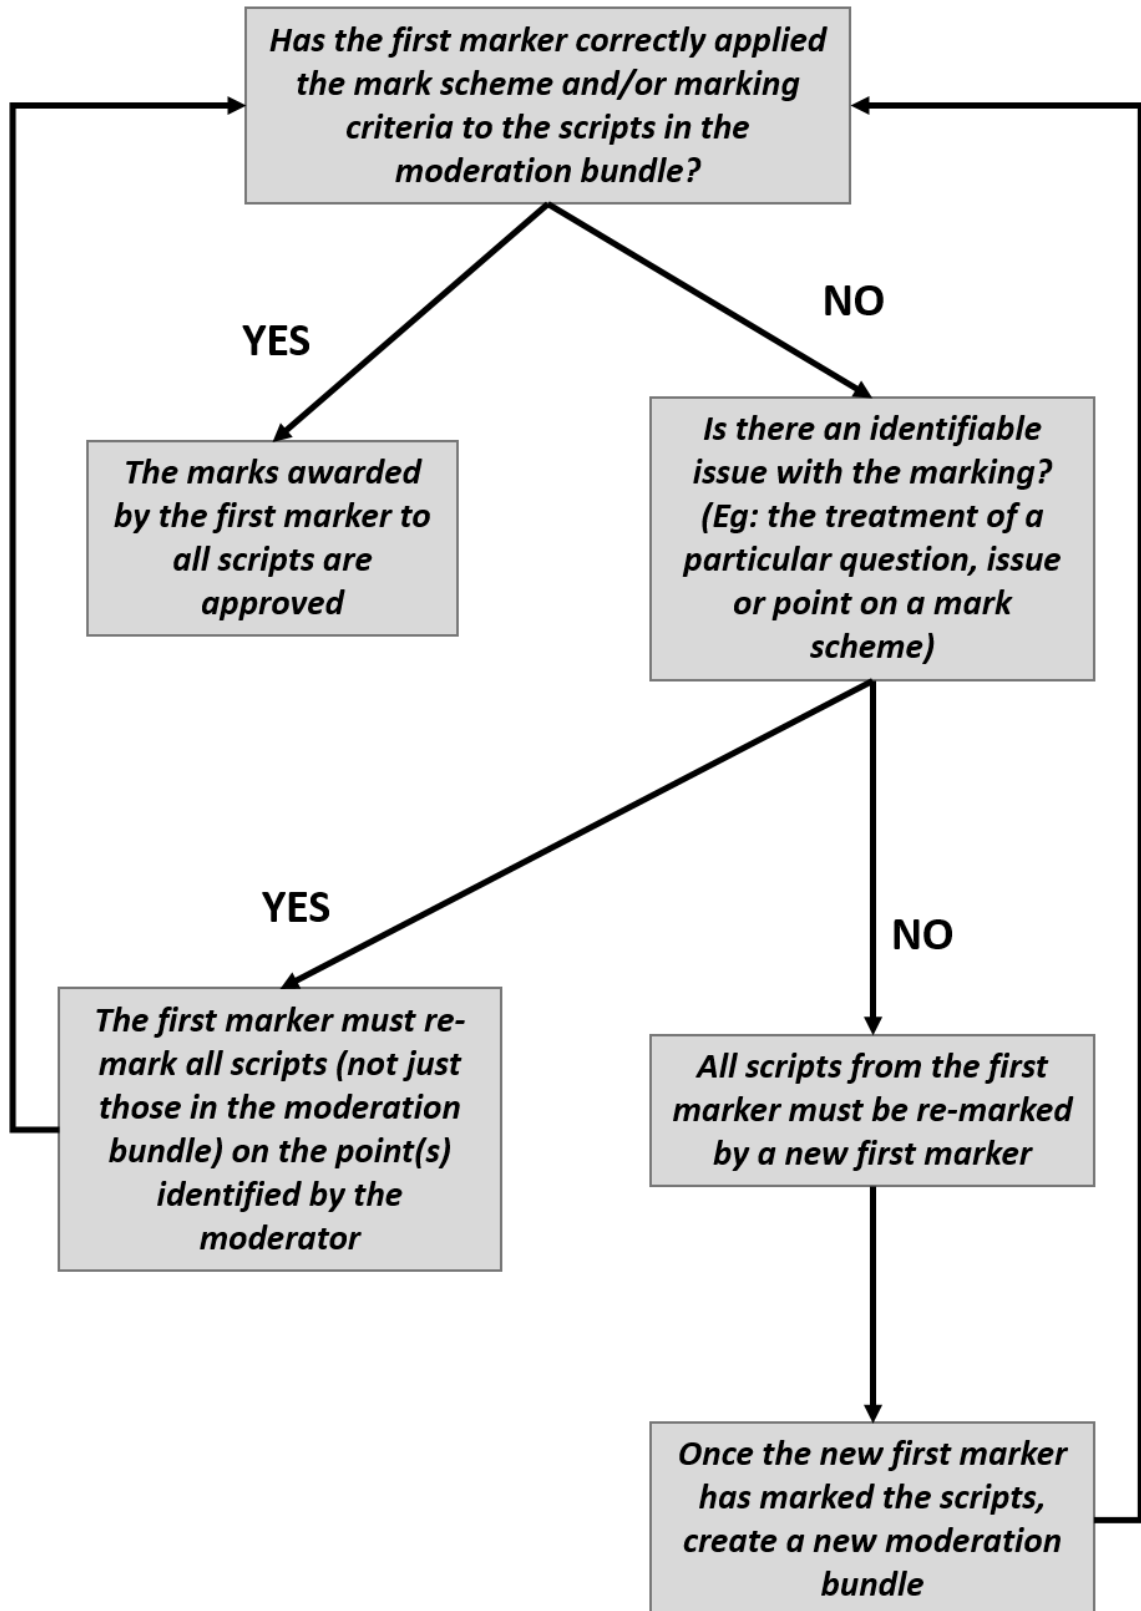 Has the first marker correctly applied
the mark scheme and/or marking
criteria to the scripts in the
moderation bundle?
YES
NO
The marks awarded
by the first marker to
all scripts are
approved
Is there an identifiable
issue with the marking?
(Eg: the treatment of a
particular question, issue
or point on a mark
scheme)
YES
NO
The first marker must re-
mark all scripts (not just
those in the moderation
bundle) on the point(s)
identified by the
moderator
All scripts from the first
marker must be re-marked
by a new first marker
Once the new first marker
has marked the scripts,
create a new moderation
bundle